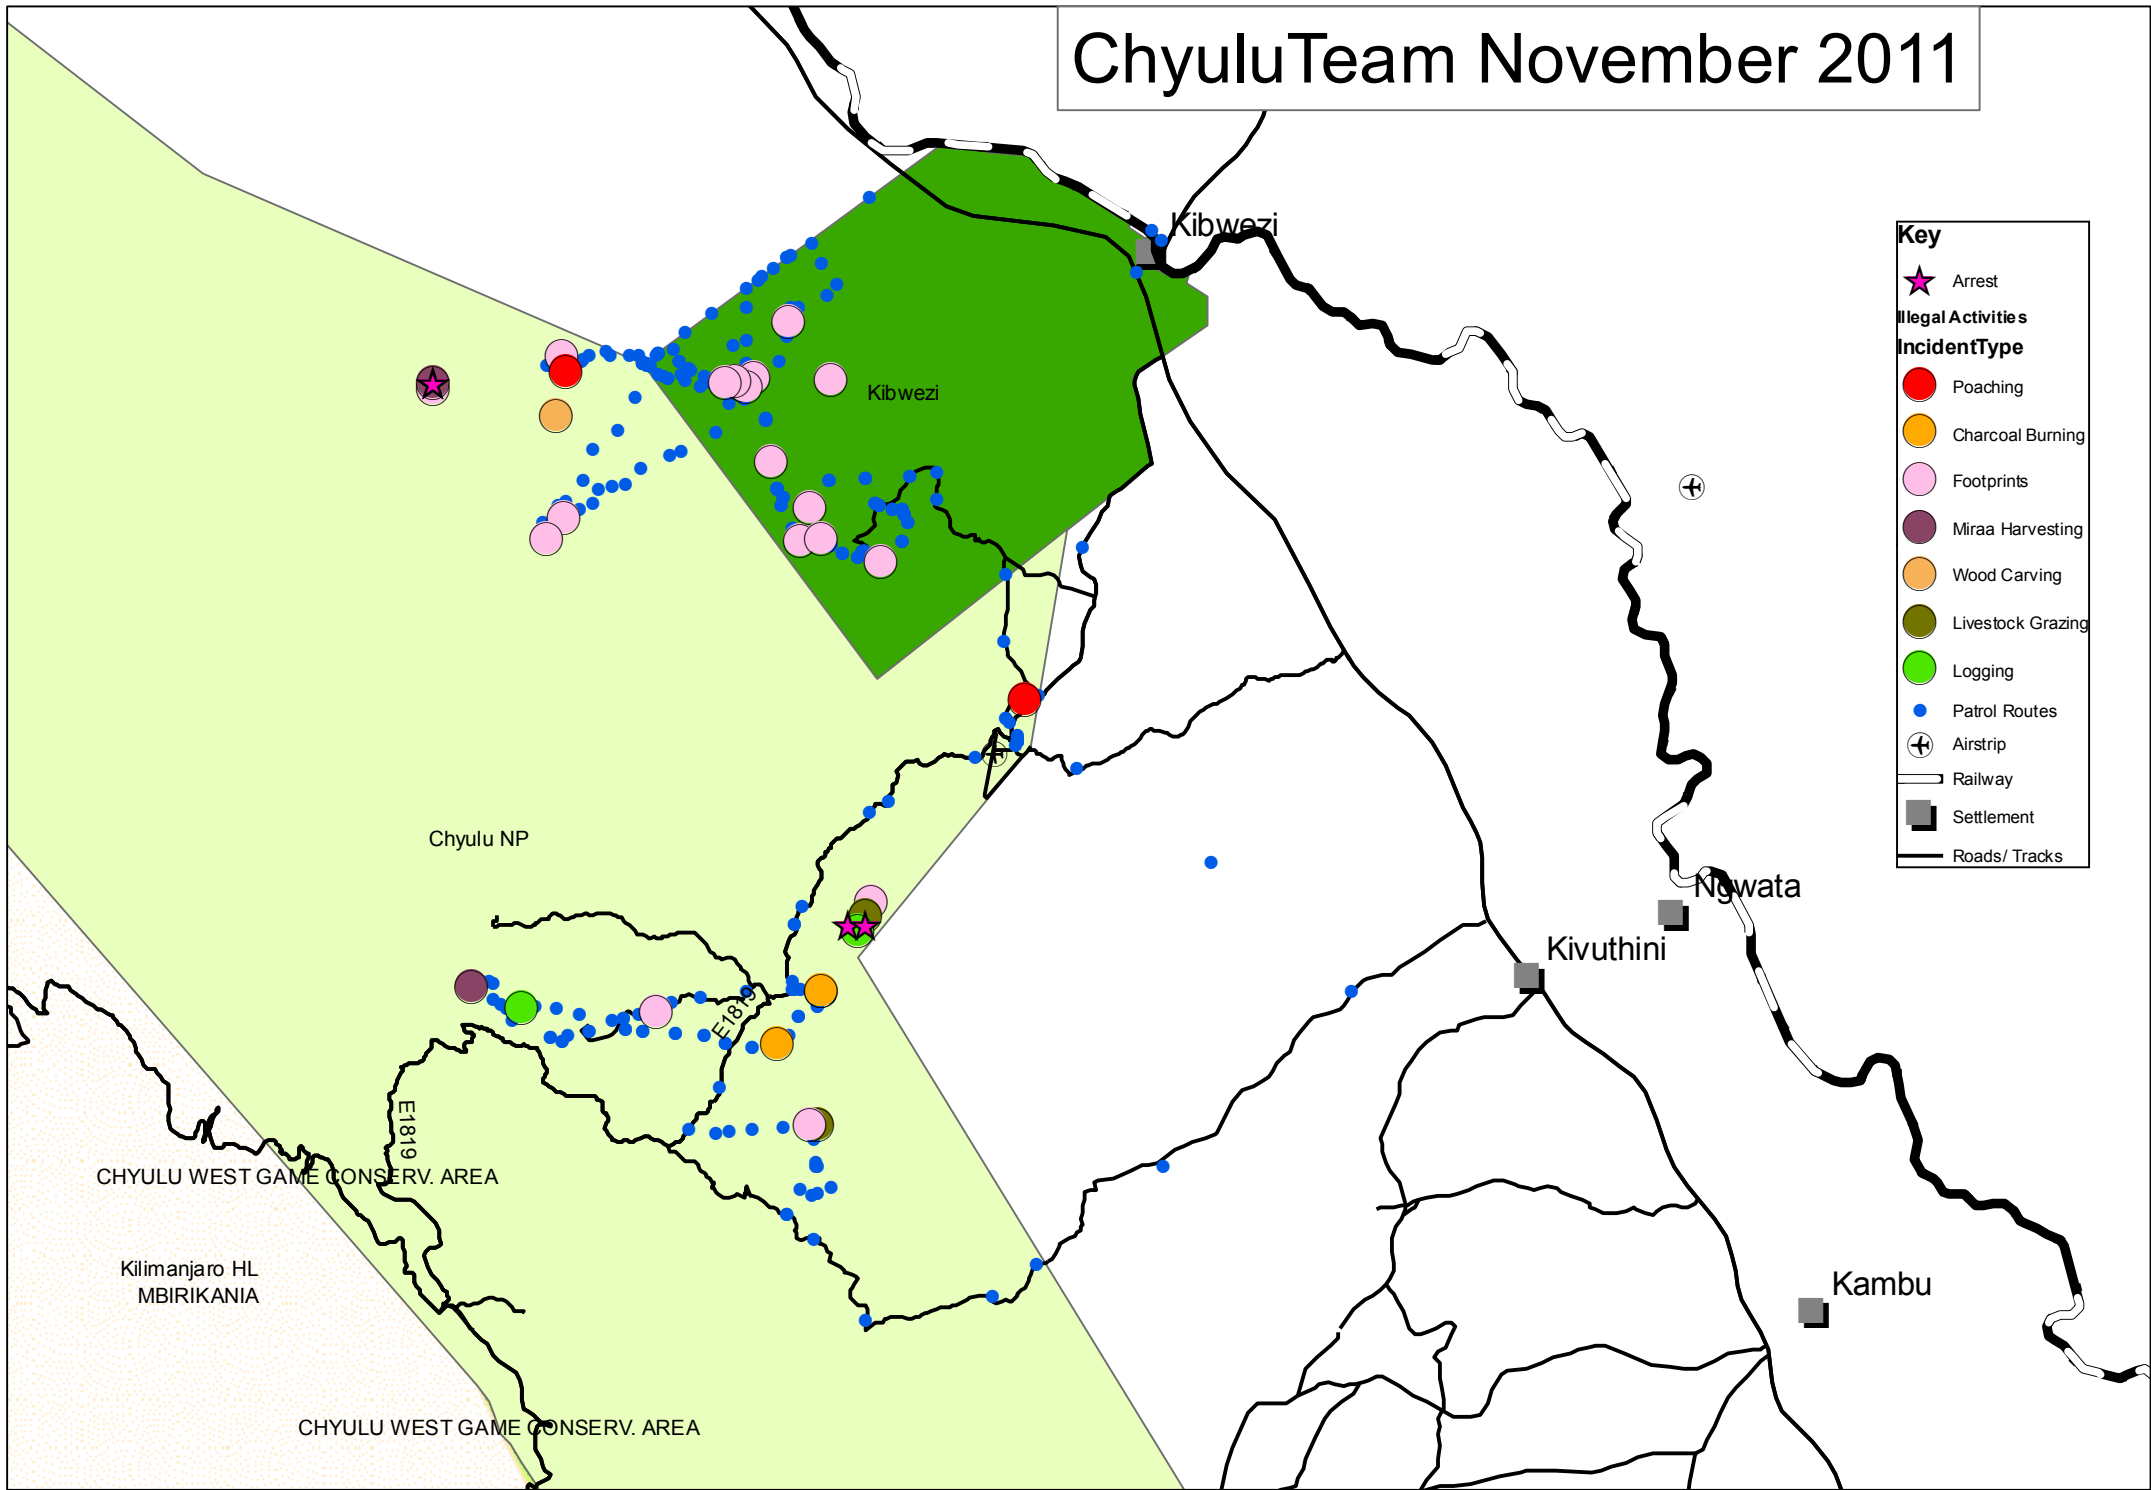 ChyuluTeam November 2011
Kibwezi
Key
Arrest
Illegal Activities
IncidentType
Poaching
Charcoal Burning
Footprints
Miraa Harvesting
Wood Carving
Livestock Grazing
Logging
Patrol Routes
Airstrip
Railway
Settlement
Roads/ Tracks
Kibwezi
Chyulu NP
Ngwata
Kivuthini
E1819
E1819
CHYULU WEST GAME CONSERV. AREA
Kilimanjaro HL
MBIRIKANIA
Kambu
CHYULU WEST GAME CONSERV. AREA